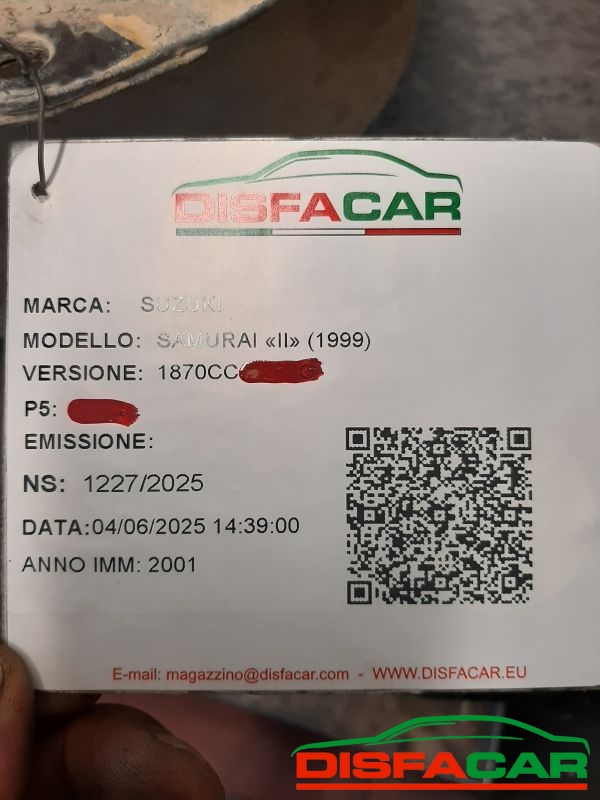 DISFACAR
MARCA: SUZUKI
MODELLO: SAMURAI «II» (1999)
VERSIONE: 1870CC
P5:
EMISSIONE:
NS: 1227/2025
DATA:04/06/2025 14:39:00
ANNO IMM: 2001
E-mail: magazzino@disfacar.com - WWW.DISFACAR.EU
DISFACAR